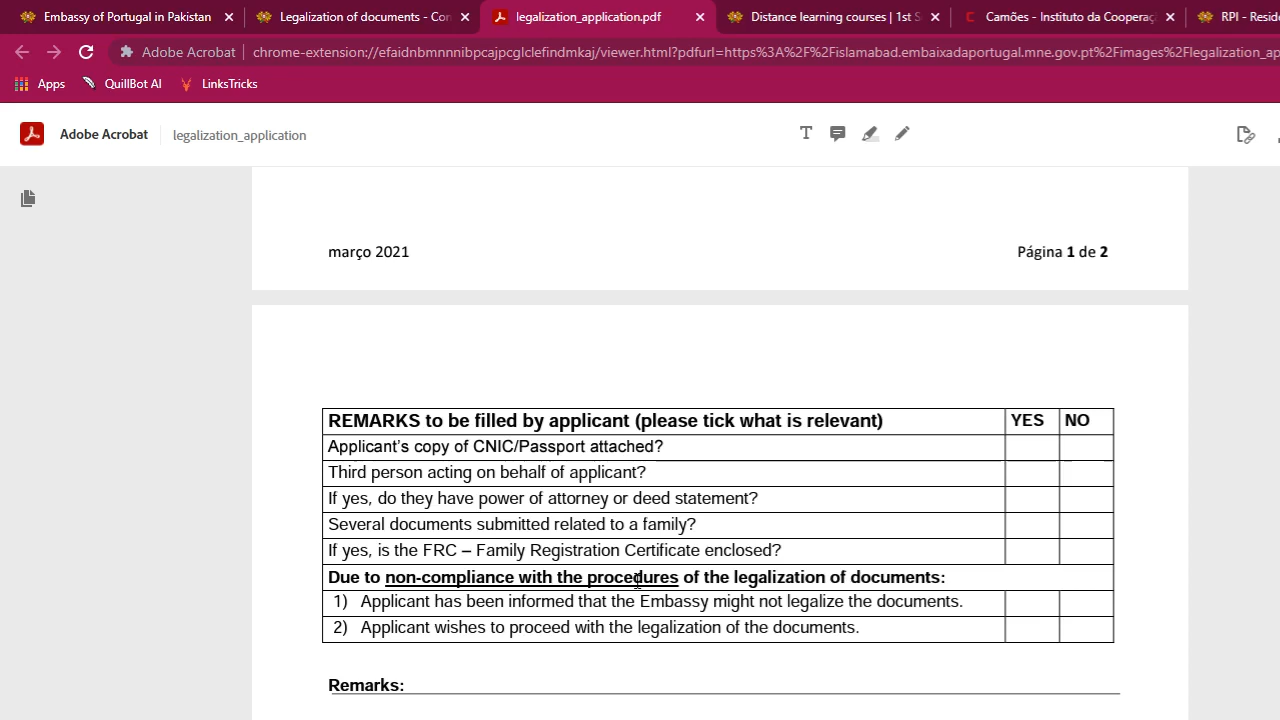 Embassy of Portugal in Pakistan
Legalization of documents - Con
legalization_application.pdf
Distance learning courses | 1st S
Camões - Instituto da Cooperaç
RPI - Resid
Adobe Acrobat
chrome-extension://efaidnbmnnnibpcajpcglclefindmkaj/viewer.html?pdfurl=https%3A%2F%2Fislamabad.embaixadaportugal.mne.gov.pt%2Fimages%2Flegalization_ap
Apps
QuillBot AI
LinksTricks
Adobe Acrobat
legalization_application
março 2021
Página 1 de 2
REMARKS to be filled by applicant (please tick what is relevant) YES NO
Applicant's copy of CNIC/Passport attached?
Third person acting on behalf of applicant?
If yes, do they have power of attorney or deed statement?
Several documents submitted related to a family?
If yes, is the FRC – Family Registration Certificate enclosed?
Due to non-compliance with the procedures of the legalization of documents:
1) Applicant has been informed that the Embassy might not legalize the documents.
2) Applicant wishes to proceed with the legalization of the documents.
Remarks: